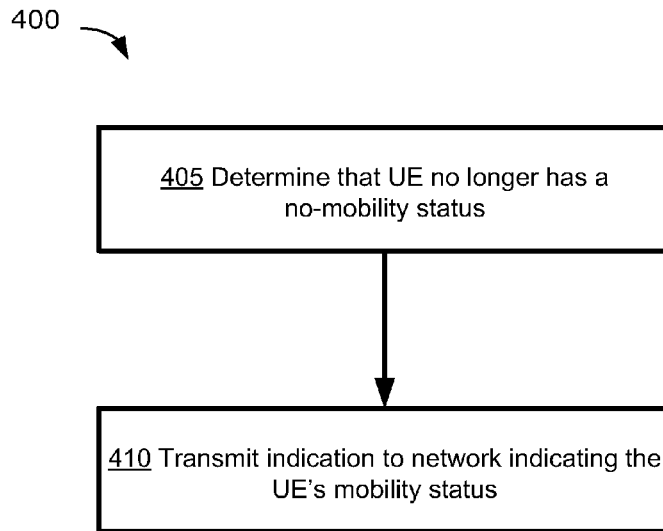 400
405 Determine that UE no longer has a
no-mobility status
410 Transmit indication to network indicating the
UE's mobility status